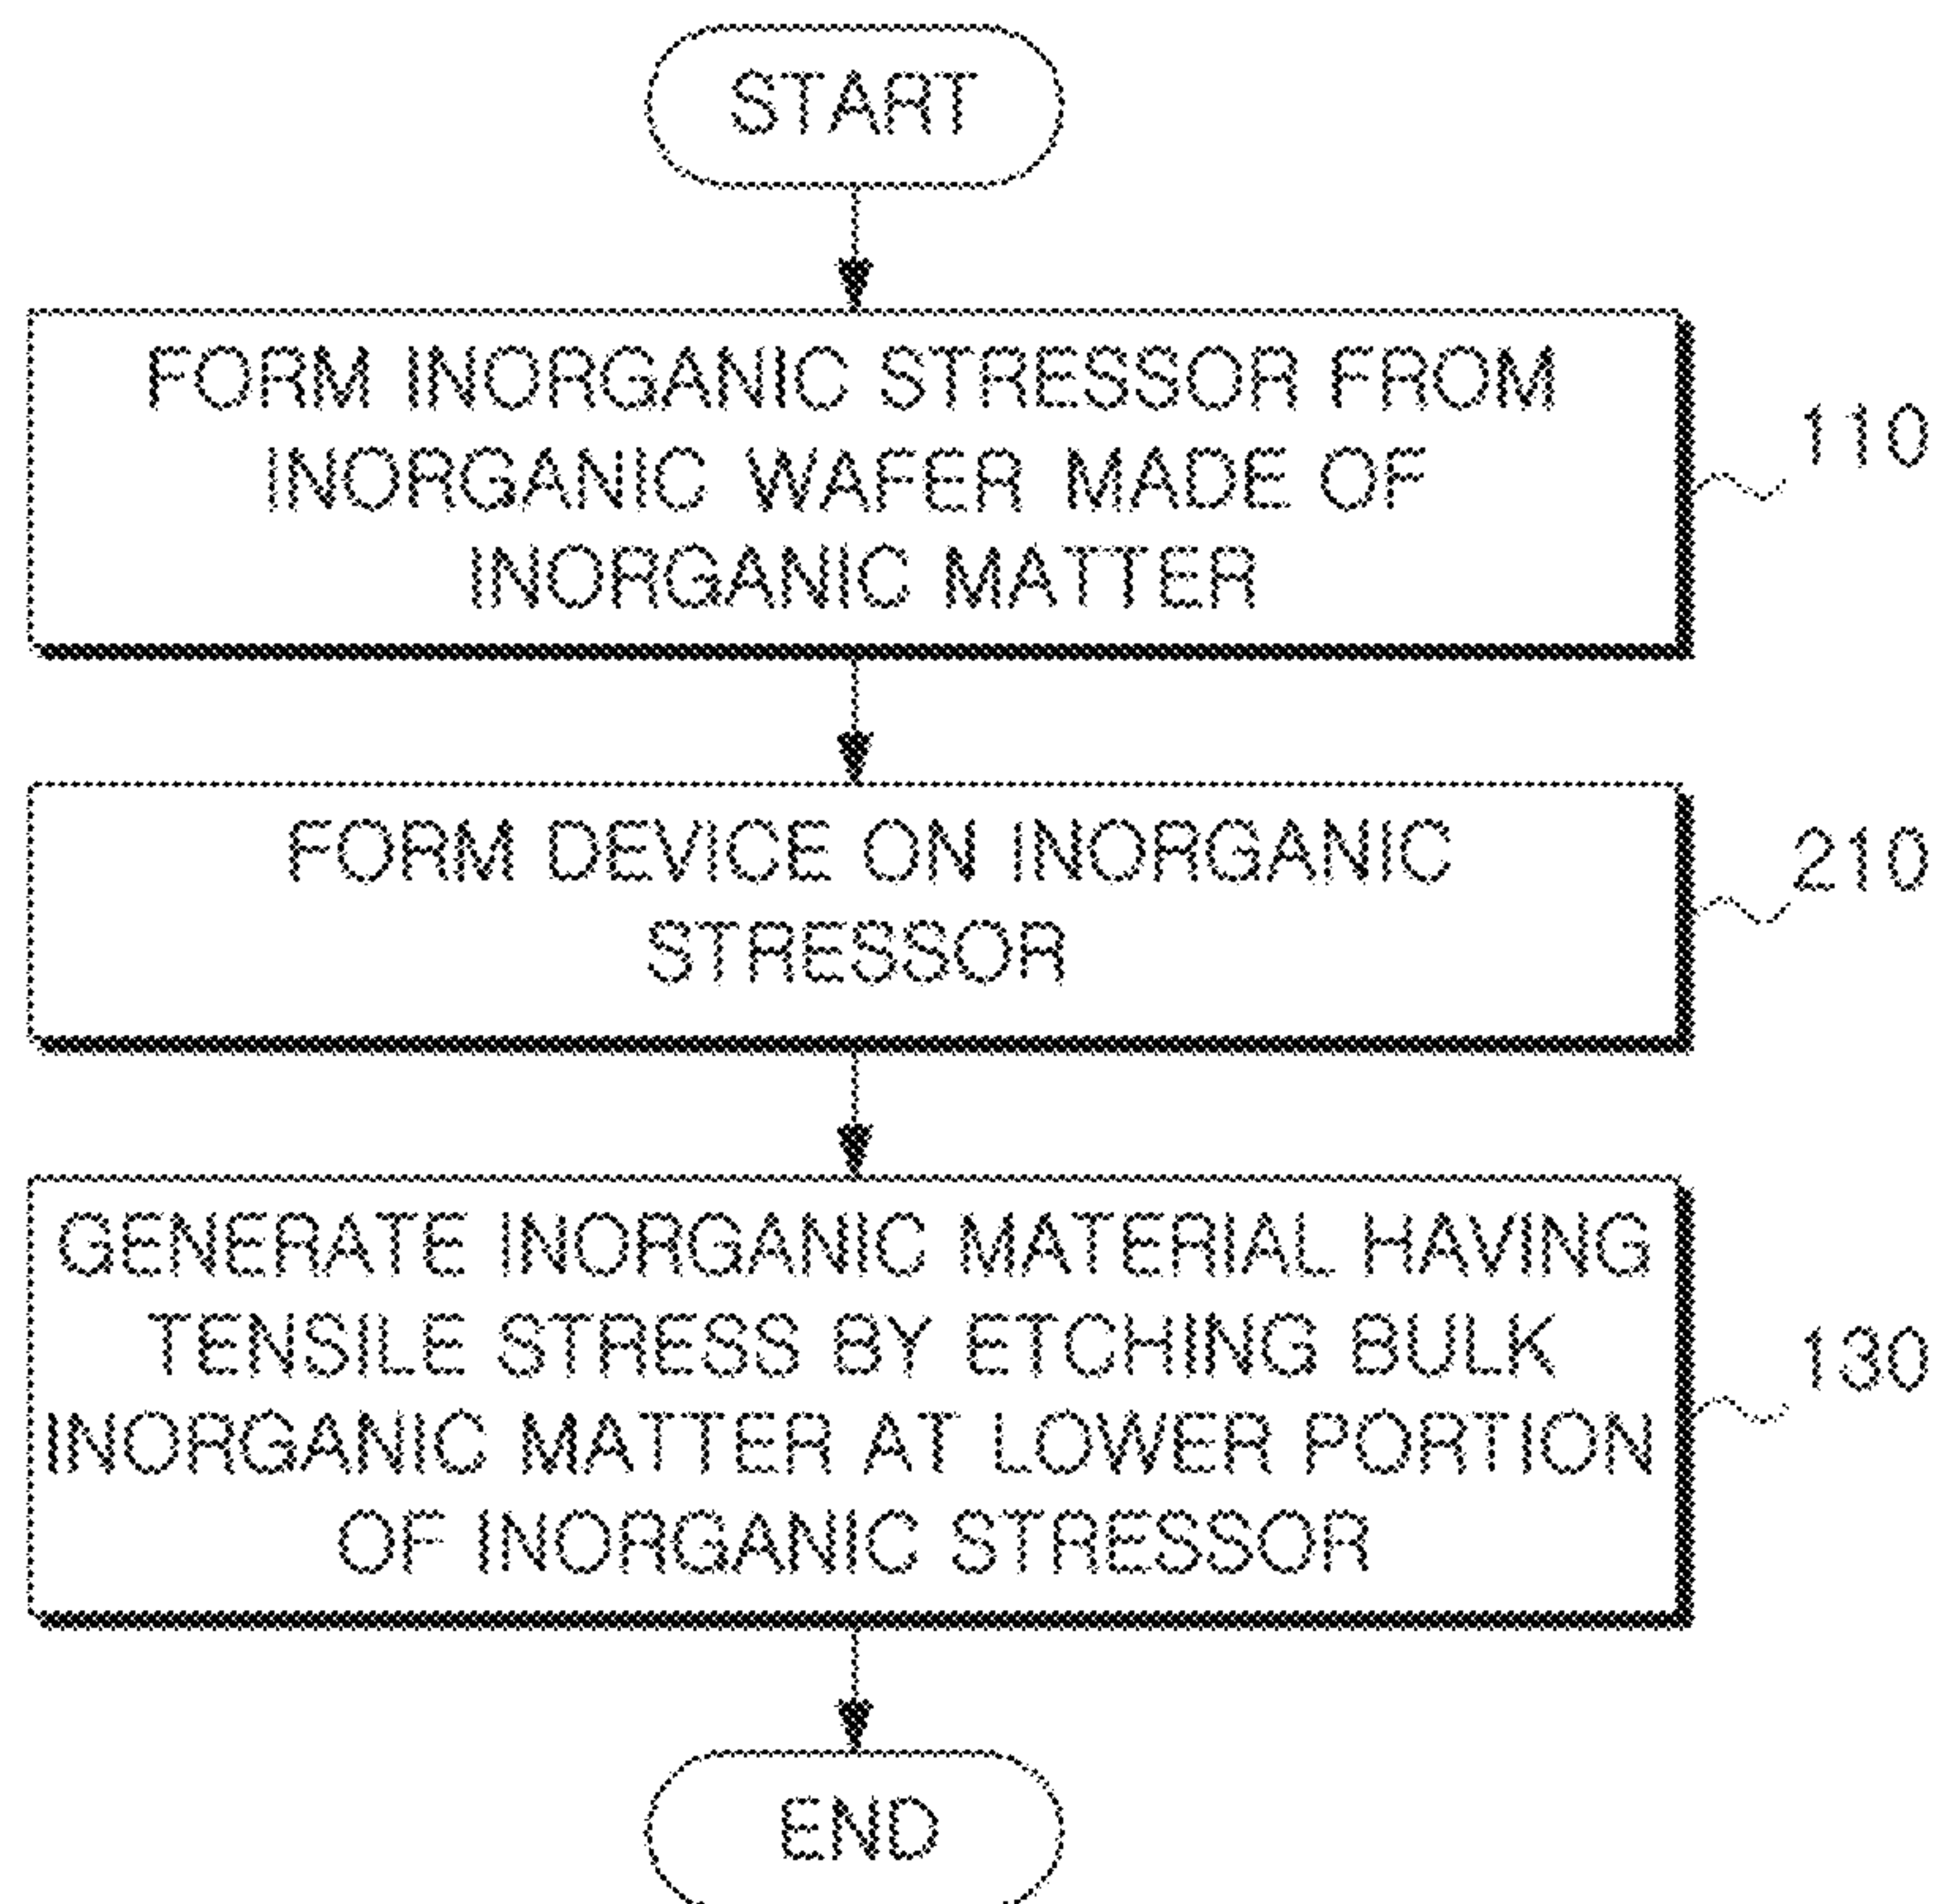 START
FORM INORGANIC STRESSOR FROM
INORGANIC WAFER MADE OF
INORGANIC MATTER
110
FORM DEVICE ON INORGANIC
STRESSOR
210
GENERATE INORGANIC MATERIAL HAVING
TENSILE STRESS BY ETCHING BULK
INORGANIC MATTER AT LOWER PORTION
OF INORGANIC STRESSOR
130
END